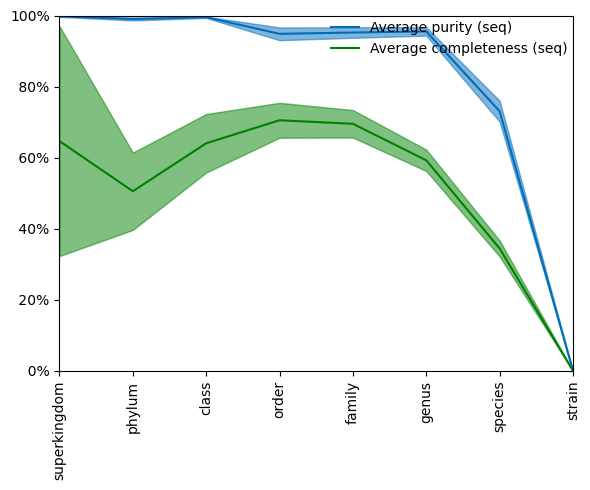 100%
80%
60%
40%
20%
0%
Average purity (seq)
Average completeness (seq)
superkingdom
phylum
class
order
family
genus
species
strain